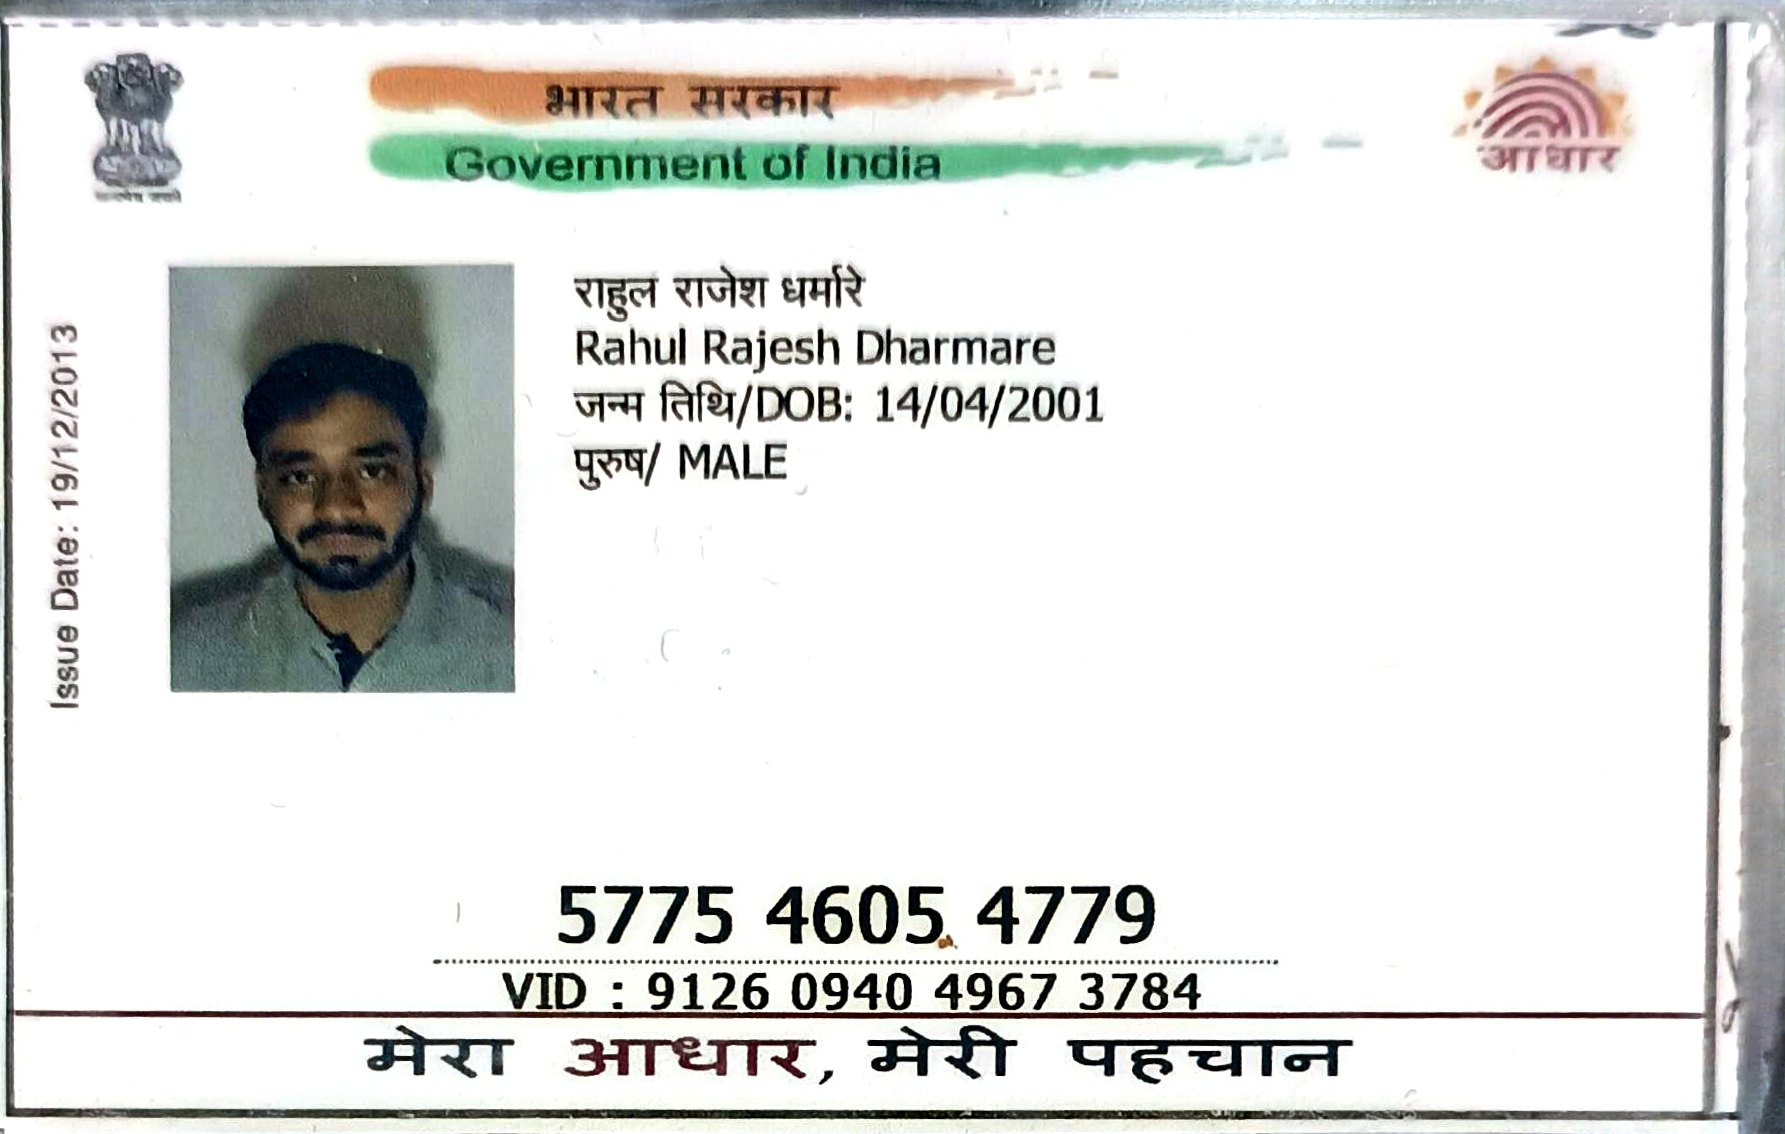 भारत सरकार
Government of India
आधार
Issue Date: 19/12/2013
राहुल राजेश धर्मारे
Rahul Rajesh Dharmare
जन्म तिथि/DOB: 14/04/2001
पुरुष/ MALE
5775 4605 4779
VID : 9126 0940 4967 3784
मेरा आधार, मेरी पहचान